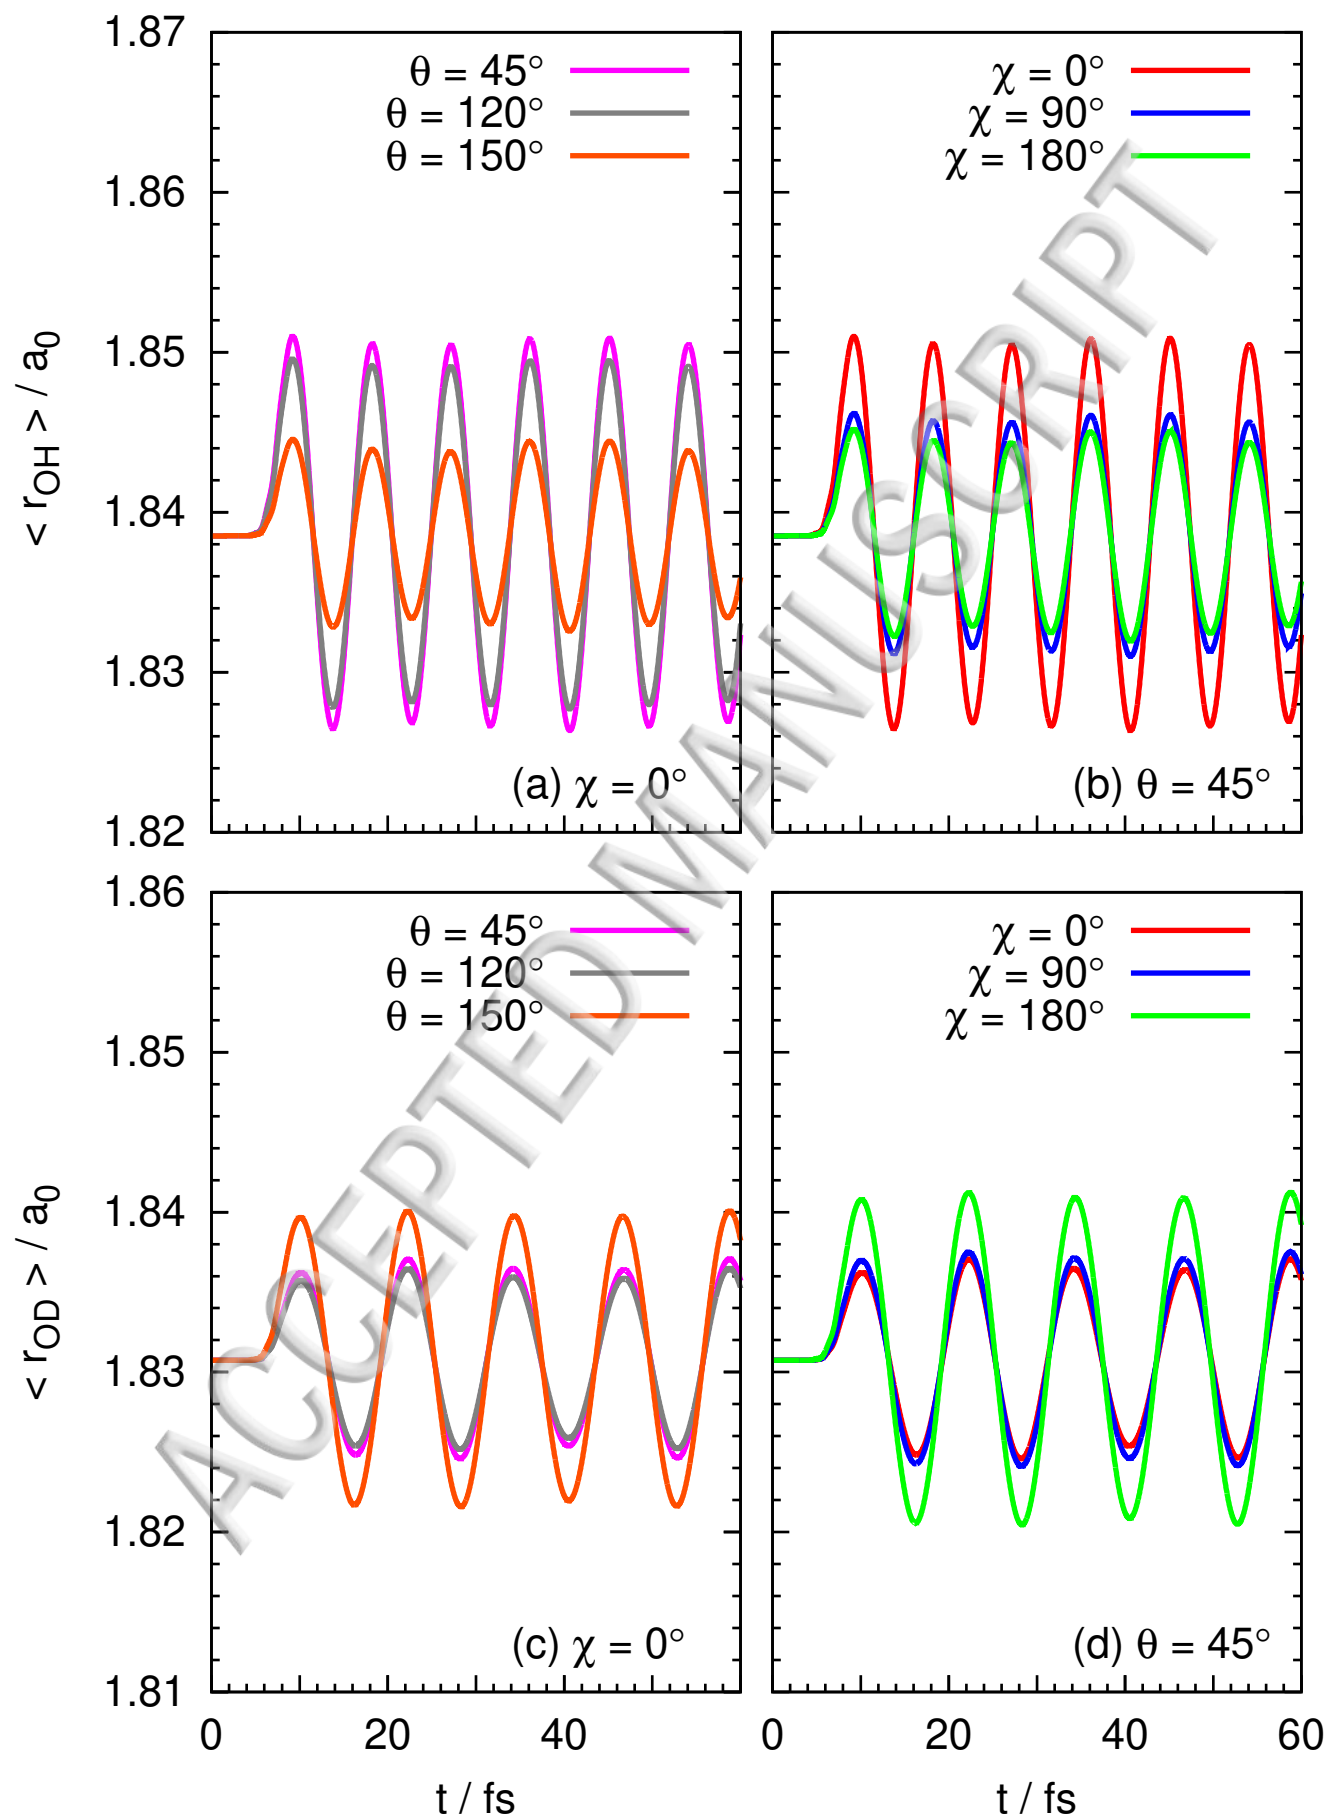 1.87
1.86
1.85
1.84
1.83
1.82
< r_OH > / a_0
θ = 45°
θ = 120°
θ = 150°
(a) χ = 0°
χ = 0°
χ = 90°
χ = 180°
(b) θ = 45°
1.86
1.85
1.84
1.83
1.82
1.81
< r_OD > / a_0
θ = 45°
θ = 120°
θ = 150°
(c) χ = 0°
χ = 0°
χ = 90°
χ = 180°
(d) θ = 45°
0 20 40
0 20 40 60
t / fs
t / fs
ACCEPTED MANUSCRIPT